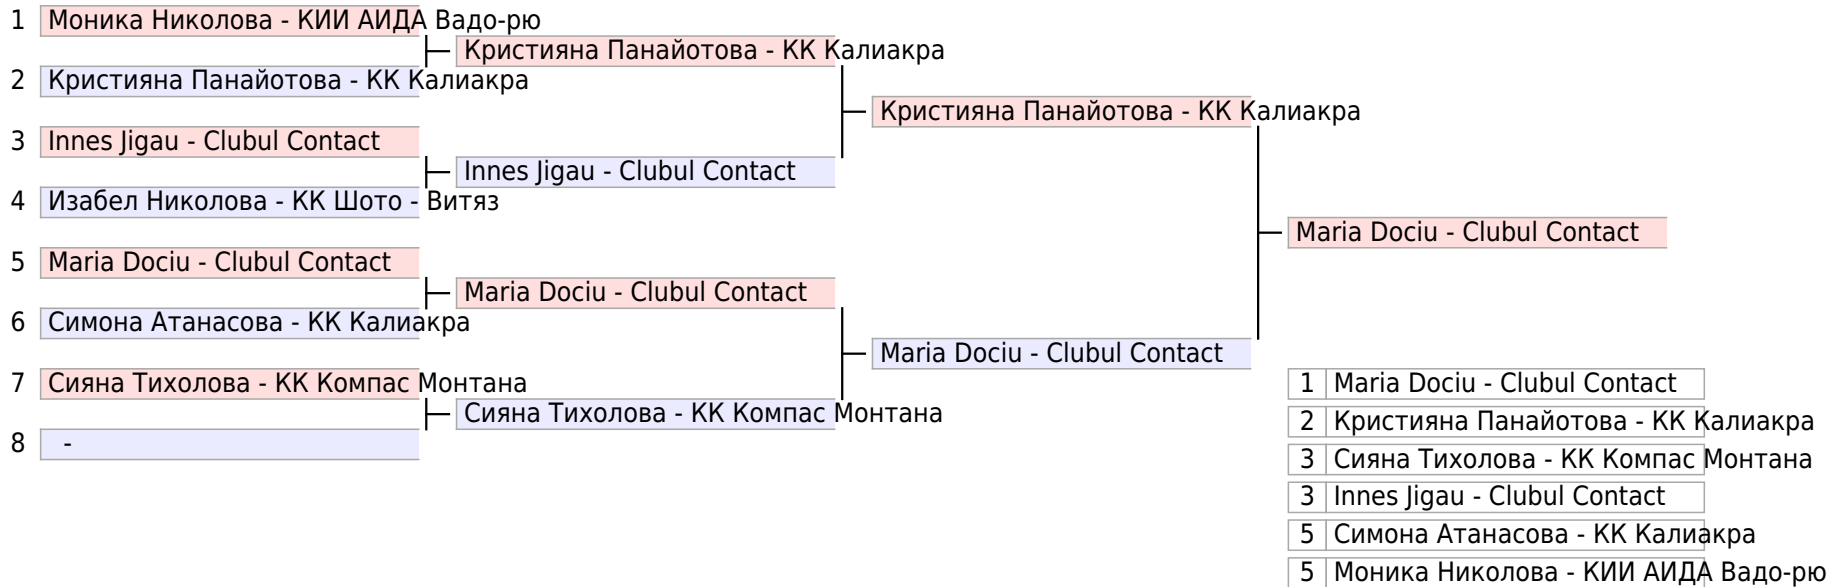 1 Моника Николова - КИИ АИДА Вадо-рю
Кристияна Панайотова - КК Калиакра
2 Кристияна Панайотова - КК Калиакра
Кристияна Панайотова - КК Калиакра
3 Innes Jigau - Clubul Contact
Innes Jigau - Clubul Contact
4 Изабел Николова - КК Шото - Витяз
Maria Dociu - Clubul Contact
5 Maria Dociu - Clubul Contact
Maria Dociu - Clubul Contact
6 Симона Атанасова - КК Калиакра
Maria Dociu - Clubul Contact
7 Сияна Тихолова - КК Компас Монтана
Сияна Тихолова - КК Компас Монтана
8 -
1 Maria Dociu - Clubul Contact
2 Кристияна Панайотова - КК Калиакра
3 Сияна Тихолова - КК Компас Монтана
3 Innes Jigau - Clubul Contact
5 Симона Атанасова - КК Калиакра
5 Моника Николова - КИИ АИДА Вадо-рю